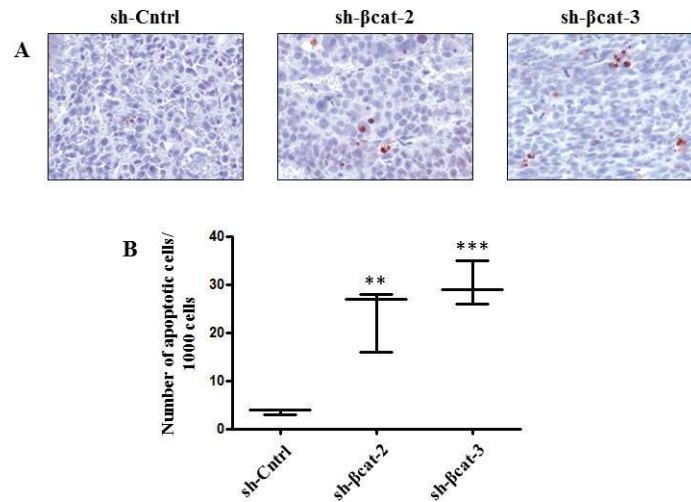 sh-Cntrl sh-βcat-2 sh-βcat-3
A
B
Number of apoptotic cells/
1000 cells
40
30
20
10
0
**
***
sh-Cntrl
sh-βcat-2
sh-βcat-3